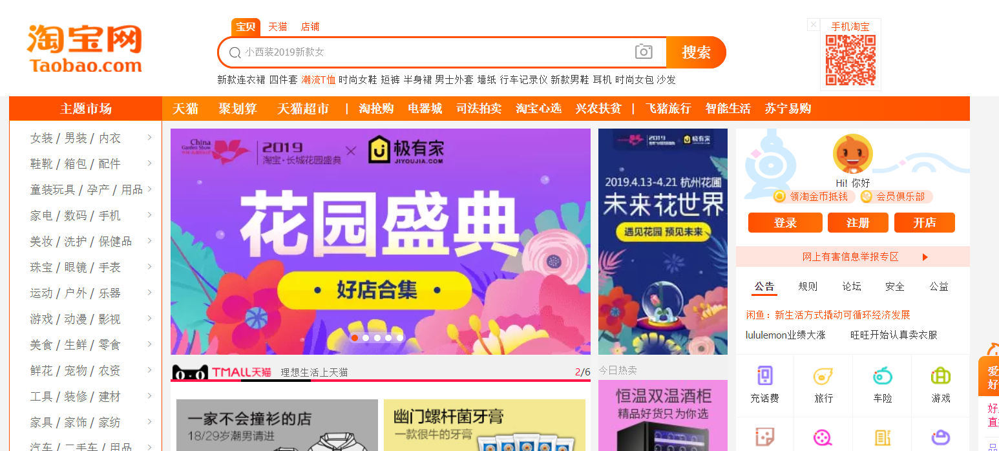 淘宝网
Taobao.com
宝贝 天猫 店铺
小西装2019新款女
搜索
新款连衣裙 四件套 潮流T恤 时尚女鞋 短裤 半身裙 男士外套 墙纸 行车记录仪 新款男鞋 耳机 时尚女包 沙发
手机淘宝
主题市场
天猫 聚划算 天猫超市 | 淘抢购 电器城 司法拍卖 淘宝心选 兴农扶贫 | 飞猪旅行 智能生活 苏宁易购
女装 / 男装 / 内衣
鞋靴 / 箱包 / 配件
童装玩具 / 孕产 / 用品
家电 / 数码 / 手机
美妆 / 洗护 / 保健品
珠宝 / 眼镜 / 手表
运动 / 户外 / 乐器
游戏 / 动漫 / 影视
美食 / 生鲜 / 零食
鲜花 / 宠物 / 农资
工具 / 装修 / 建材
家具 / 家饰 / 家纺
汽车 / 二手车 / 用品
China
Garden Show
2019
淘宝·长城花园盛典
极有家
JIYOUJIA.COM
花园盛典
· 好店合集 ·
TMALL天猫 理想生活上天猫
2/6
一家不会撞衫的店
18/29岁潮男请进
幽门螺杆菌牙膏
一款很牛的牙膏
2019
极有家
2019.4.13-4.21 杭州花圃
未来花世界
遇见花园 预见未来
今日热卖
恒温双温酒柜
精品好货只为你选
Hi! 你好
领淘金币抵钱 会员俱乐部
登录 注册 开店
网上有害信息举报专区
公告 规则 论坛 安全 公益
闲鱼：新生活方式撬动可循环经济发展
lululemon业绩大涨 旺旺开始认真卖衣服
充话费 旅行 车险 游戏
爱
好
好
直
品